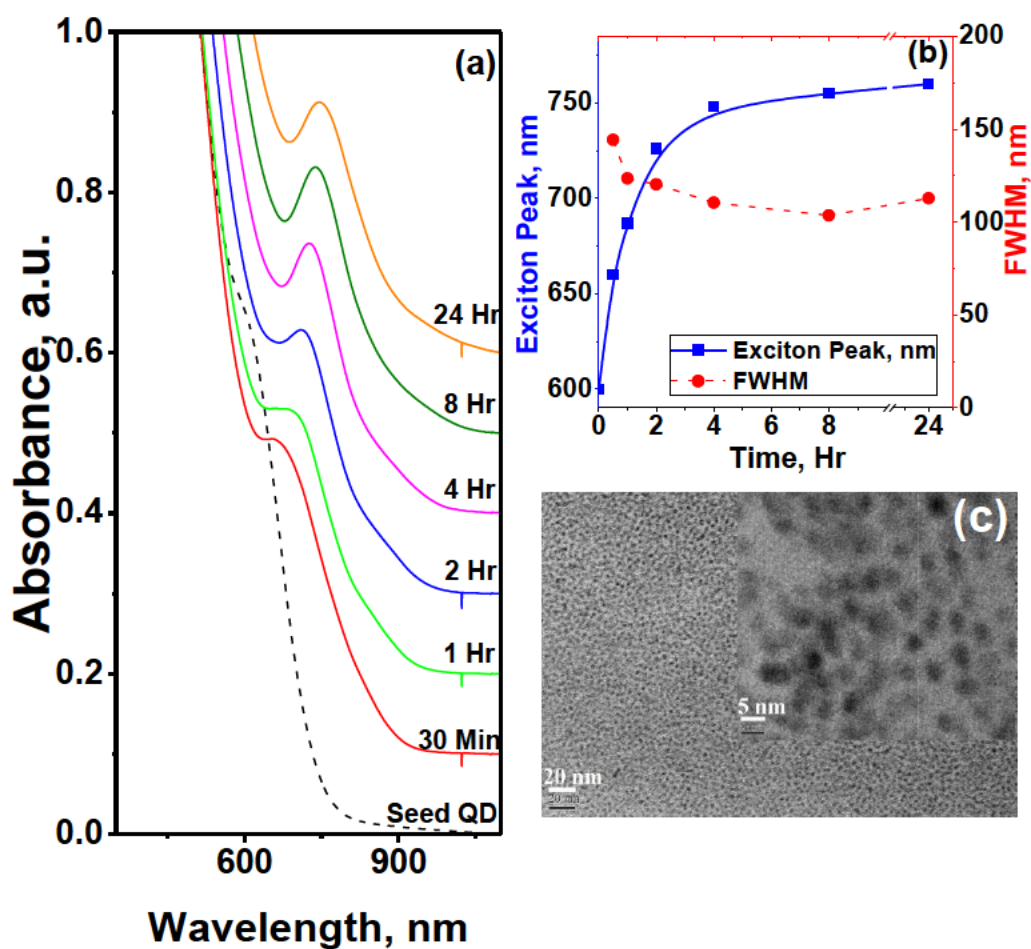 (a)
1.0
0.8
0.6
0.4
0.2
0.0
Absorbance, a.u.
24 Hr
8 Hr
4 Hr
2 Hr
1 Hr
30 Min
Seed QD
600
900
Wavelength, nm
(b)
750
700
650
600
Exciton Peak, nm
200
150
100
50
0
FWHM, nm
Exciton Peak, nm
FWHM
0
2
4
6
8
24
Time, Hr
(c)
5 nm
20 nm
20 nm